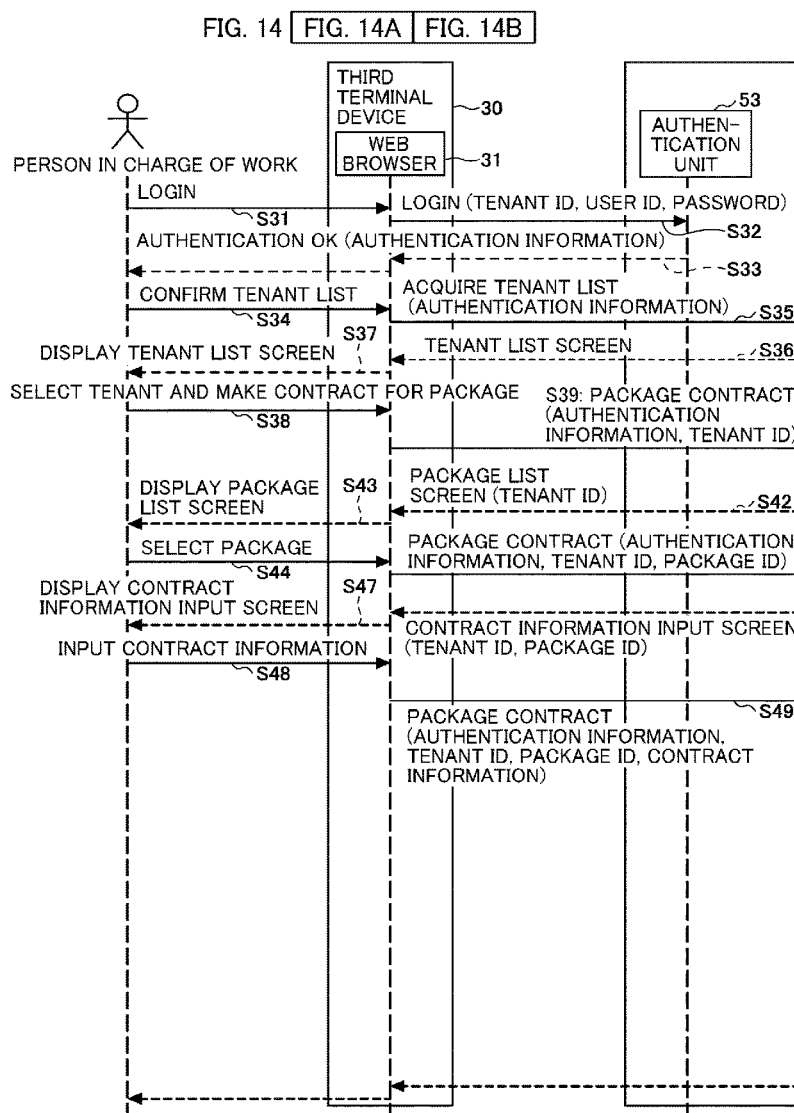 FIG. 14 FIG. 14A FIG. 14B
THIRD
TERMINAL
DEVICE
30
WEB
BROWSER
31
53
AUTHEN-
TICATION
UNIT
PERSON IN CHARGE OF WORK
LOGIN
S31
LOGIN (TENANT ID, USER ID, PASSWORD)
S32
AUTHENTICATION OK (AUTHENTICATION INFORMATION)
S33
CONFIRM TENANT LIST
S34
ACQUIRE TENANT LIST
(AUTHENTICATION INFORMATION)
S35
S37
DISPLAY TENANT LIST SCREEN
TENANT LIST SCREEN
S36
SELECT TENANT AND MAKE CONTRACT FOR PACKAGE
S38
S39: PACKAGE CONTRACT
(AUTHENTICATION
INFORMATION, TENANT ID)
DISPLAY PACKAGE
LIST SCREEN
S43
PACKAGE LIST
SCREEN (TENANT ID)
S42
SELECT PACKAGE
S44
PACKAGE CONTRACT (AUTHENTICATION
INFORMATION, TENANT ID, PACKAGE ID)
DISPLAY CONTRACT
INFORMATION INPUT SCREEN
S47
CONTRACT INFORMATION INPUT SCREEN
(TENANT ID, PACKAGE ID)
INPUT CONTRACT INFORMATION
S48
S49
PACKAGE CONTRACT
(AUTHENTICATION INFORMATION,
TENANT ID, PACKAGE ID, CONTRACT
INFORMATION)